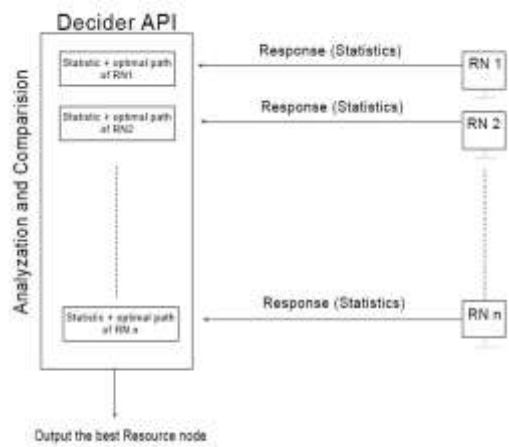 Decider API
Analyzation and Comparision
Statistic + optimal path
of RN1
Response (Statistics)
RN 1
Statistic + optimal path
of RN2
Response (Statistics)
RN 2
Statistic + optimal path
of RN n
Response (Statistics)
RN n
Output the best Resource node